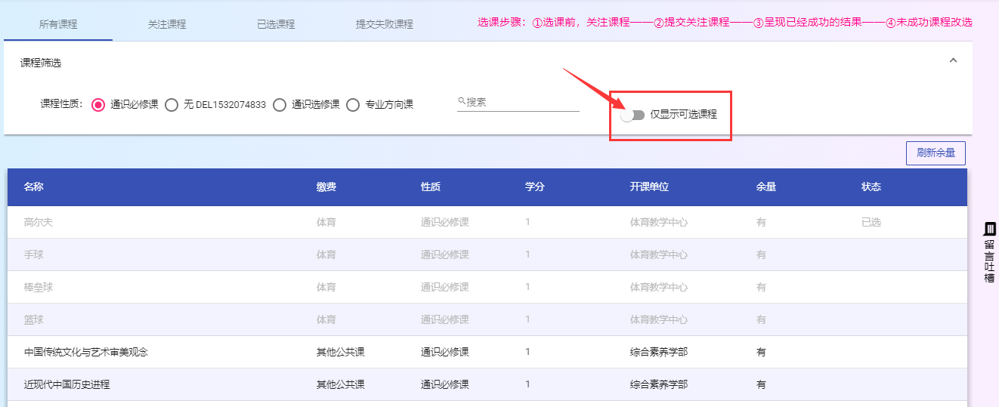 所有课程 关注课程 已选课程 提交失败课程 选课步骤：①选课前，关注课程——②提交关注课程——③呈现已经成功的结果——④未成功课程改选
课程筛选
课程性质： 通识必修课 无 DEL1532074833 通识选修课 专业方向课 搜索 仅显示可选课程
刷新余量
名称 缴费 性质 学分 开课单位 余量 状态
高尔夫 体育 通识必修课 1 体育教学中心 有 已选
手球 体育 通识必修课 1 体育教学中心 有
棒垒球 体育 通识必修课 1 体育教学中心 有
篮球 体育 通识必修课 1 体育教学中心 有
中国传统文化与艺术审美观念 其他公共课 通识必修课 1 综合素养学部 有
近现代中国历史进程 其他公共课 通识必修课 1 综合素养学部 有
留言吐槽